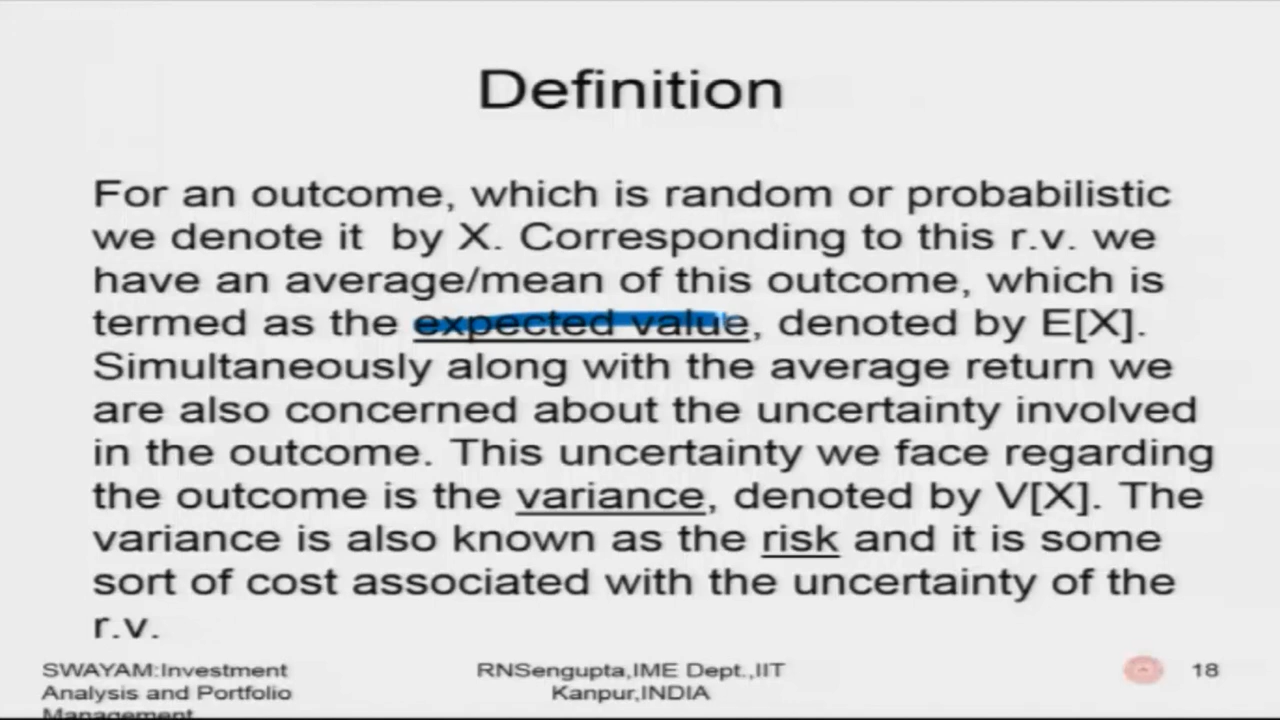 Definition
For an outcome, which is random or probabilistic
we denote it by X. Corresponding to this r.v. we
have an average/mean of this outcome, which is
termed as the expected value, denoted by E[X].
Simultaneously along with the average return we
are also concerned about the uncertainty involved
in the outcome. This uncertainty we face regarding
the outcome is the variance, denoted by V[X]. The
variance is also known as the risk and it is some
sort of cost associated with the uncertainty of the
r.v.
SWAYAM:Investment
Analysis and Portfolio
Management
RNSengupta,IME Dept.,IIT
Kanpur,INDIA
18